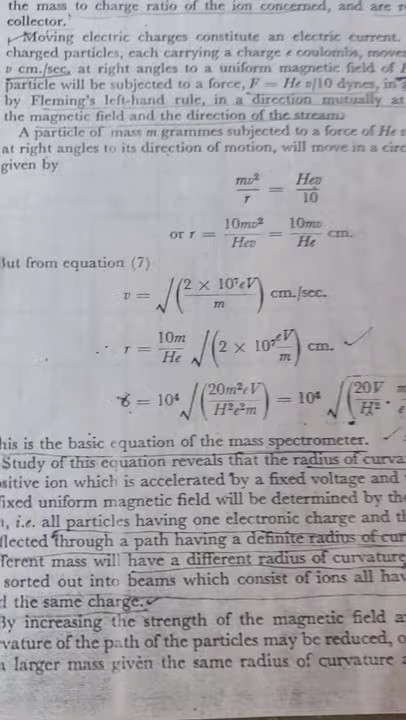 the mass to charge ratio of the ion concerned, and are
collector.
Moving electric charges constitute an electric current.
charged particles, each carrying a charge e coulombs, moves
v cm./sec. at right angles to a uniform magnetic field of
particle will be subjected to a force, F = He v/10 dynes, in
by Fleming's left-hand rule, in a direction mutually at
the magnetic field and the direction of the stream.
A particle of mass m grammes subjected to a force of He
at right angles to its direction of motion, will move in a
given by
mv²/r = Hev/10
or r = 10mv²/Hev = 10mv/He cm.
But from equation (7)
v = √(2 × 10⁷eV/m) cm./sec.
∴ r = 10m/He √(2 × 10⁷eV/m) cm.
= 10⁴ √(20m²eV/H²e²m) = 10⁴ √(20V/H² · m/e
his is the basic equation of the mass spectrometer.
Study of this equation reveals that the radius of curva
sitive ion which is accelerated by a fixed voltage and
fixed uniform magnetic field will be determined by the
, i.e. all particles having one electronic charge and th
flected through a path having a definite radius of cur
ferent mass will have a different radius of curvature
sorted out into beams which consist of ions all hav
d the same charge.
By increasing the strength of the magnetic field
vature of the path of the particles may be reduced, o
a larger mass given the same radius of curvature